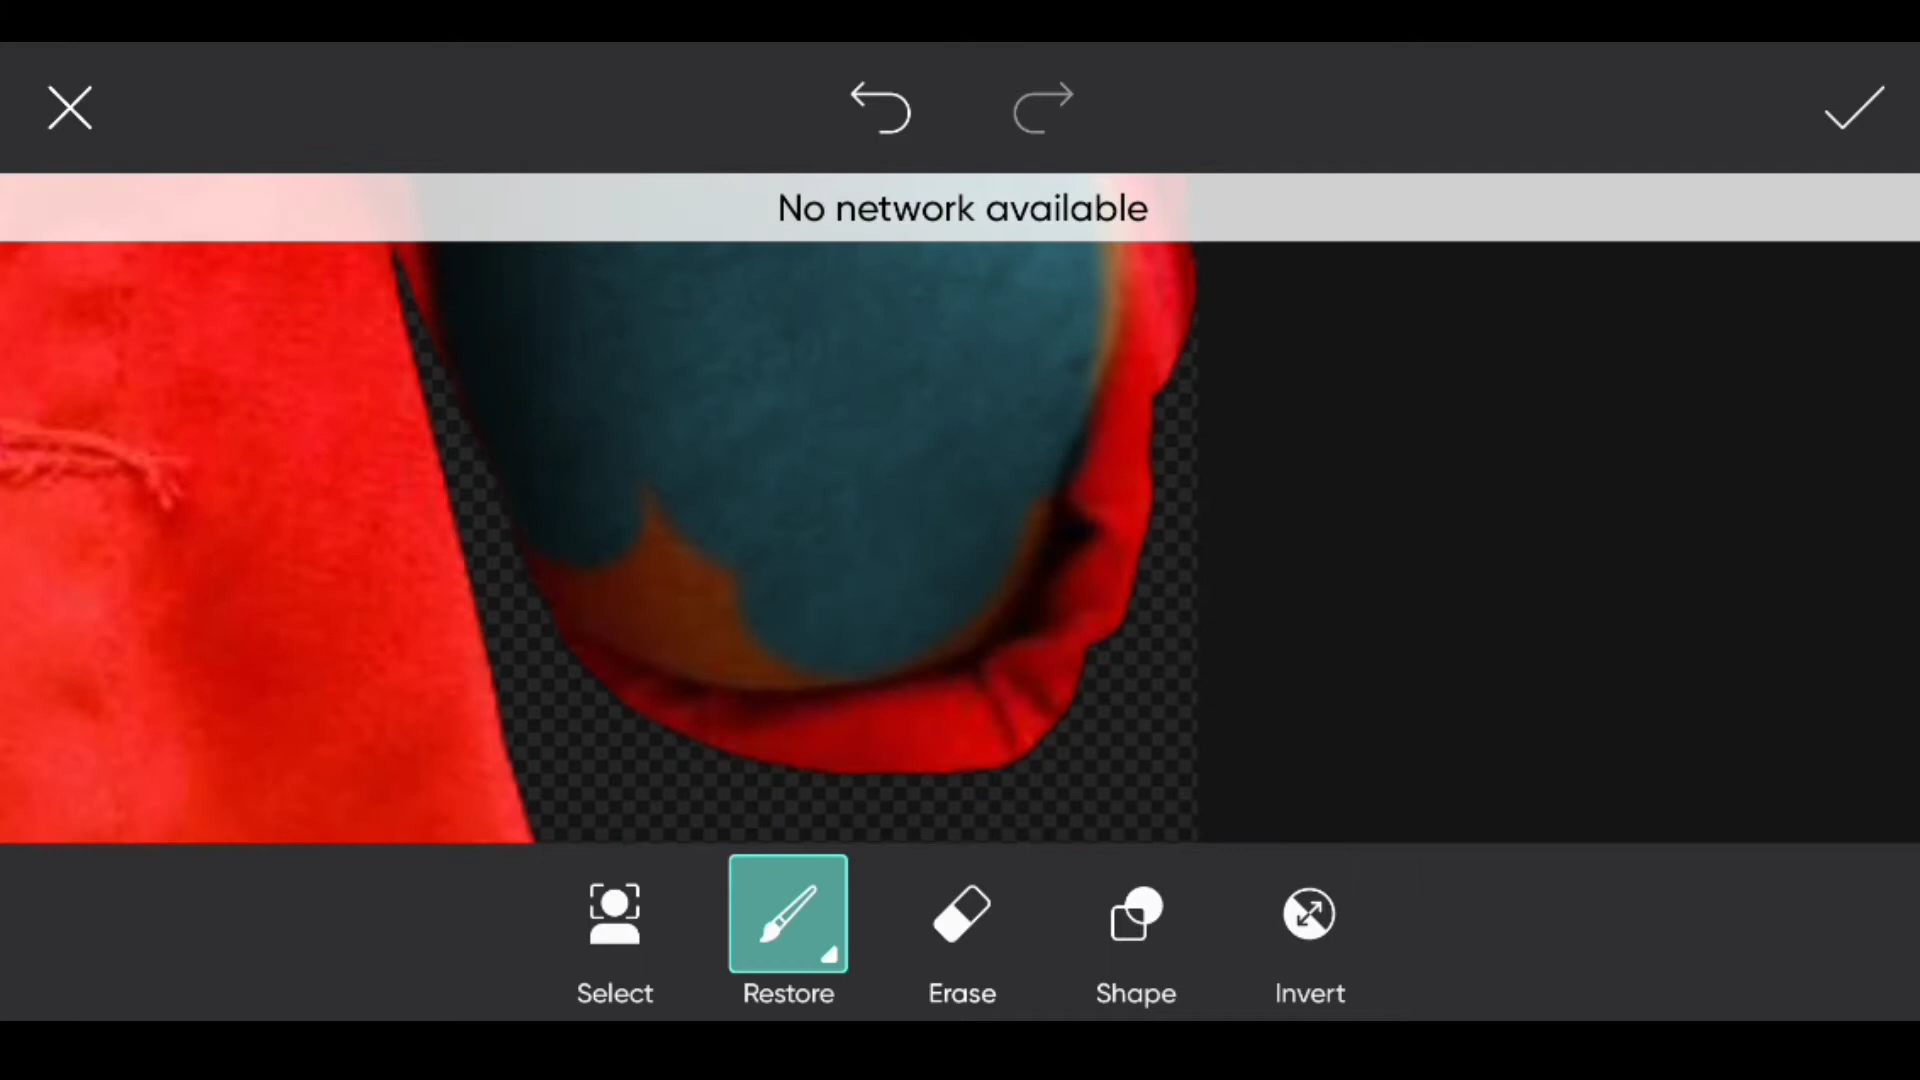 No network available
Select
Restore
Erase
Shape
Invert